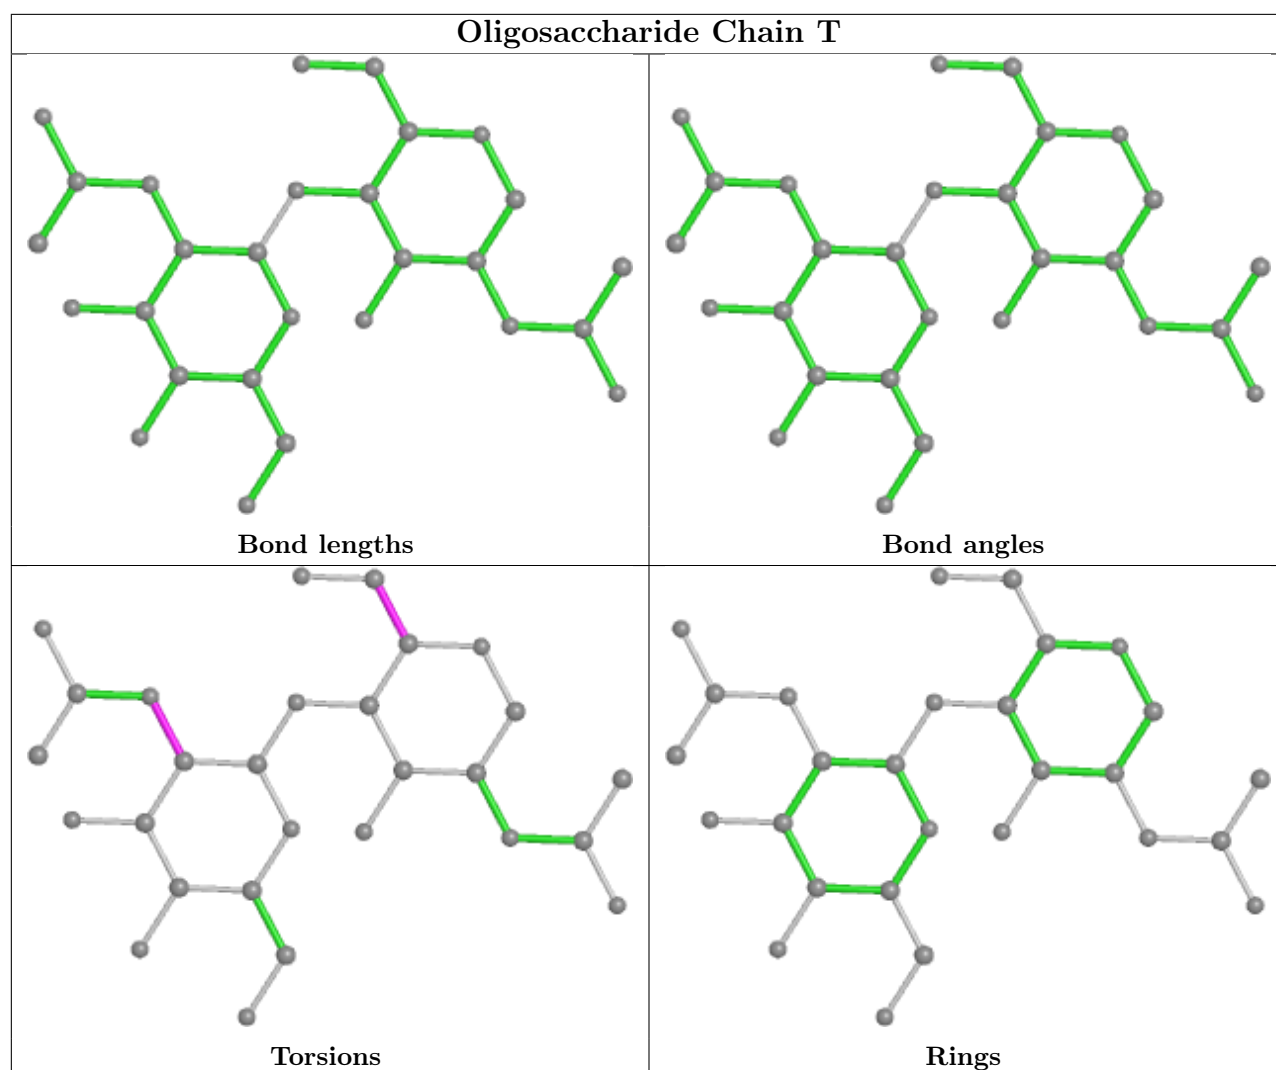 Oligosaccharide Chain T
Bond lengths
Bond angles
Torsions
Rings